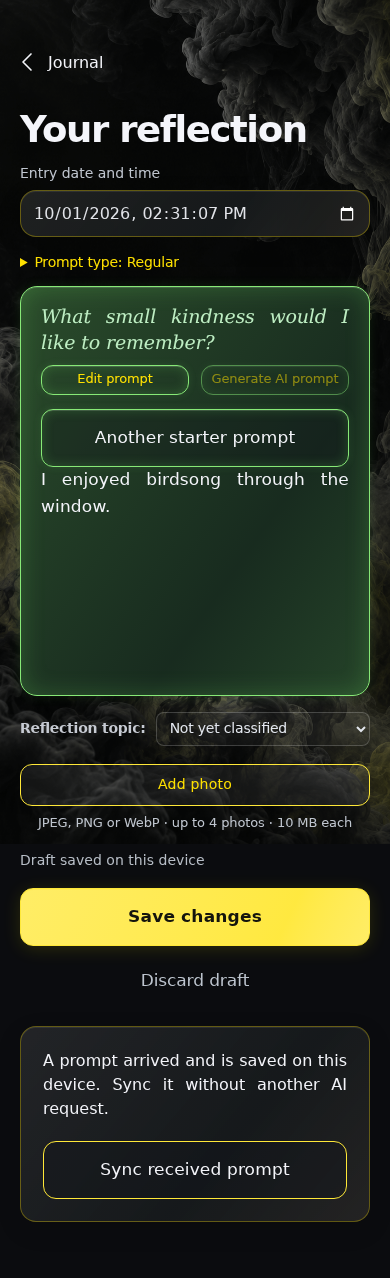 Journal
Your reflection
Entry date and time
10/01/2026, 02:31:07 PM
Prompt type: Regular
What small kindness would I
like to remember?
Edit prompt
Generate AI prompt
Another starter prompt
I enjoyed birdsong through the
window.
Reflection topic:
Not yet classified
Add photo
JPEG, PNG or WebP · up to 4 photos · 10 MB each
Draft saved on this device
Save changes
Discard draft
A prompt arrived and is saved on this
device. Sync it without another AI
request.
Sync received prompt